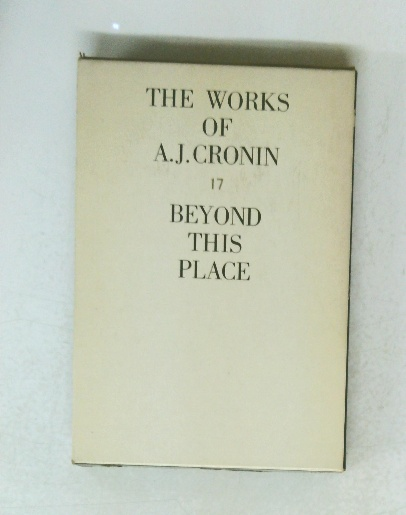 THE WORKS
OF
A.J.CRONIN
17
BEYOND
THIS
PLACE